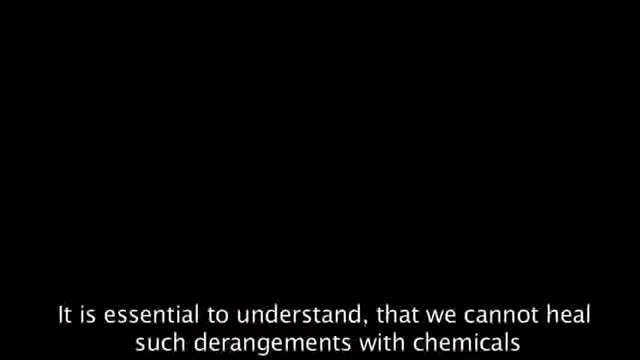 It is essential to understand, that we cannot heal
such derangements with chemicals